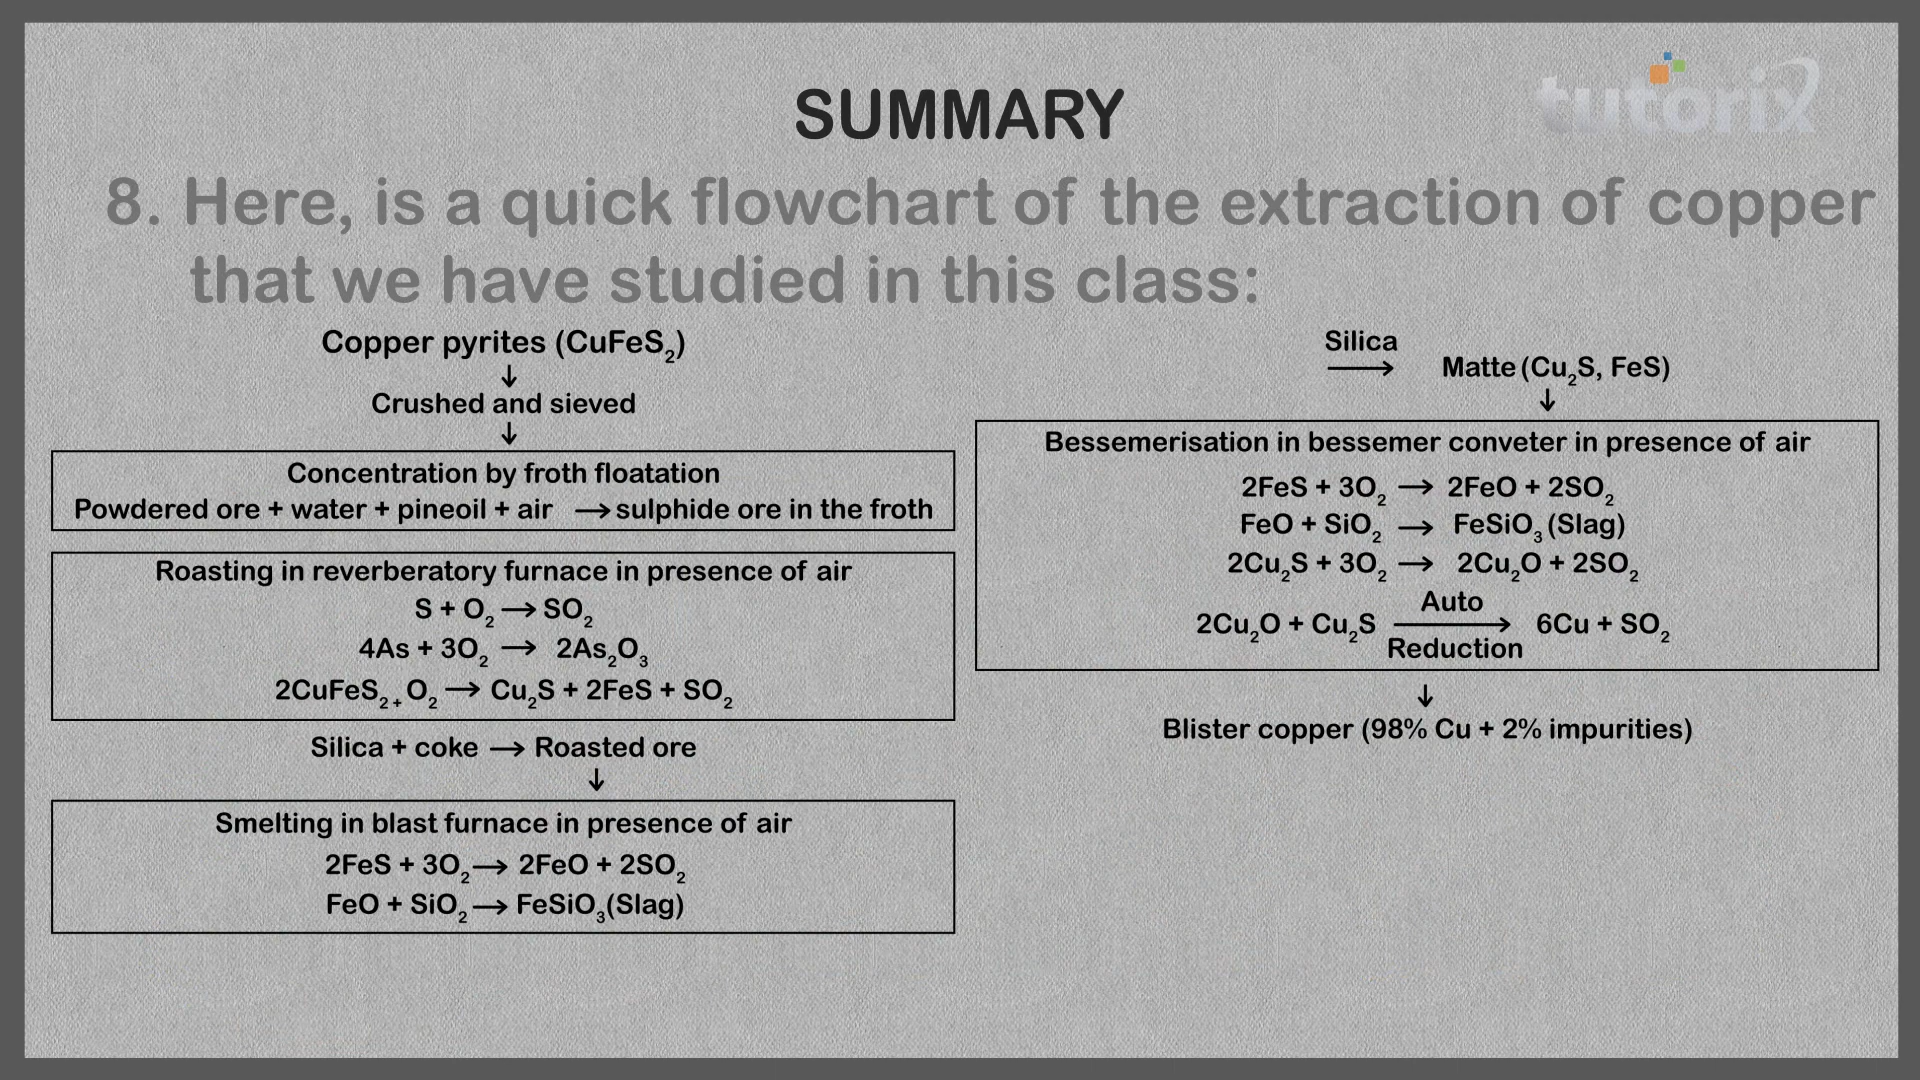 tutorix
SUMMARY
8. Here, is a quick flowchart of the extraction of copper
that we have studied in this class:
Copper pyrites (CuFeS₂)
↓
Crushed and sieved
↓
Concentration by froth floatation
Powdered ore + water + pineoil + air → sulphide ore in the froth
Roasting in reverberatory furnace in presence of air
S + O₂ → SO₂
4As + 3O₂ → 2As₂O₃
2CuFeS₂ ₊ O₂ → Cu₂S + 2FeS + SO₂
Silica + coke → Roasted ore
↓
Smelting in blast furnace in presence of air
2FeS + 3O₂ → 2FeO + 2SO₂
FeO + SiO₂ → FeSiO₃(Slag)
Silica
→ Matte (Cu₂S, FeS)
↓
Bessemerisation in bessemer conveter in presence of air
2FeS + 3O₂ → 2FeO + 2SO₂
FeO + SiO₂ → FeSiO₃ (Slag)
2Cu₂S + 3O₂ → 2Cu₂O + 2SO₂
Auto
2Cu₂O + Cu₂S → 6Cu + SO₂
Reduction
↓
Blister copper (98% Cu + 2% impurities)